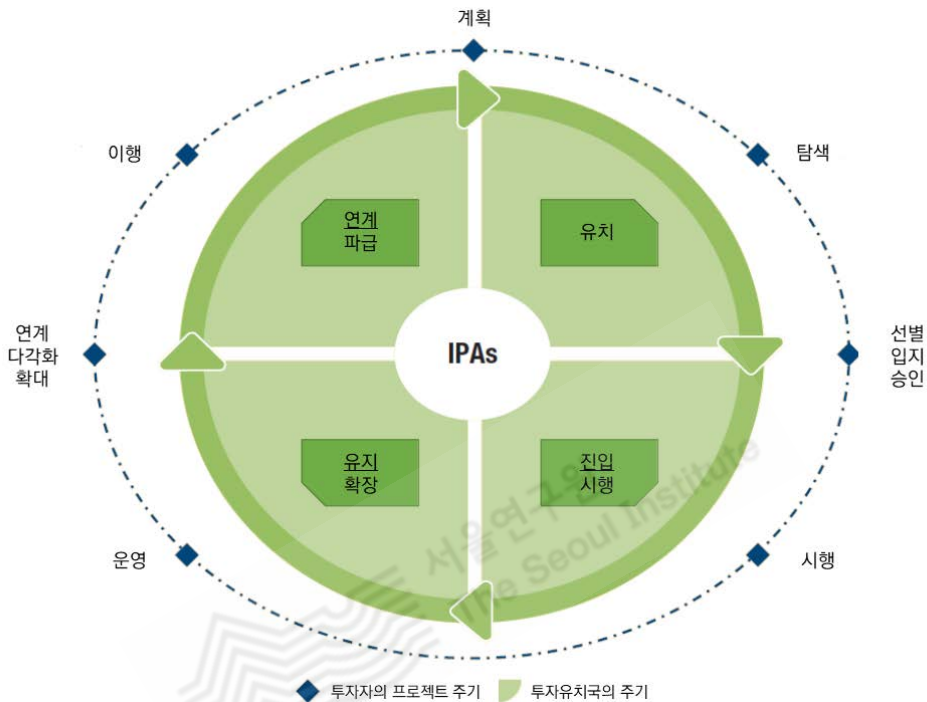 계획
이행
탐색
연계
파급
유치
연계
다각화
확대
IPAs
선별
입지
승인
유지
확장
진입
시행
서울연구원
The Seoul Institute
운영
시행
투자자의 프로젝트 주기
투자유치국의 주기